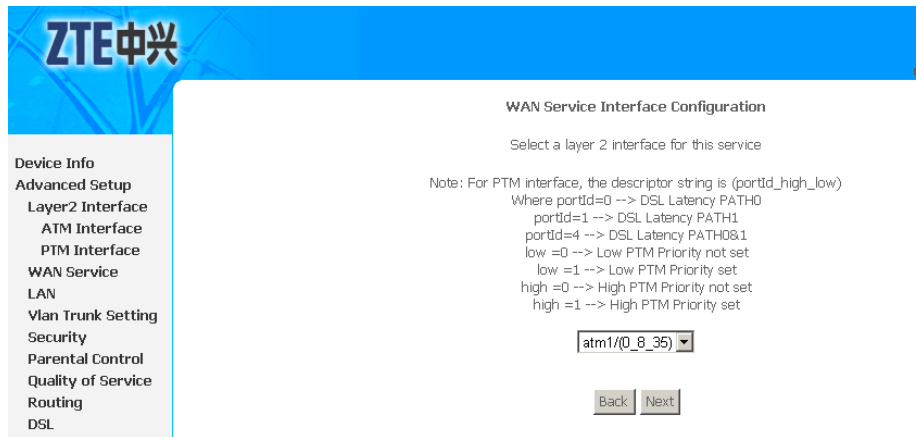 ZTE中兴
WAN Service Interface Configuration
Select a layer 2 interface for this service
Note: For PTM interface, the descriptor string is (portId_high_low)
Where portId=0 --> DSL Latency PATH0
portId=1 --> DSL Latency PATH1
portId=4 --> DSL Latency PATH0&1
low =0 --> Low PTM Priority not set
low =1 --> Low PTM Priority set
high =0 --> High PTM Priority not set
high =1 --> High PTM Priority set
atm1/(0_8_35)
Back Next
Device Info
Advanced Setup
Layer2 Interface
ATM Interface
PTM Interface
WAN Service
LAN
Vlan Trunk Setting
Security
Parental Control
Quality of Service
Routing
DSL